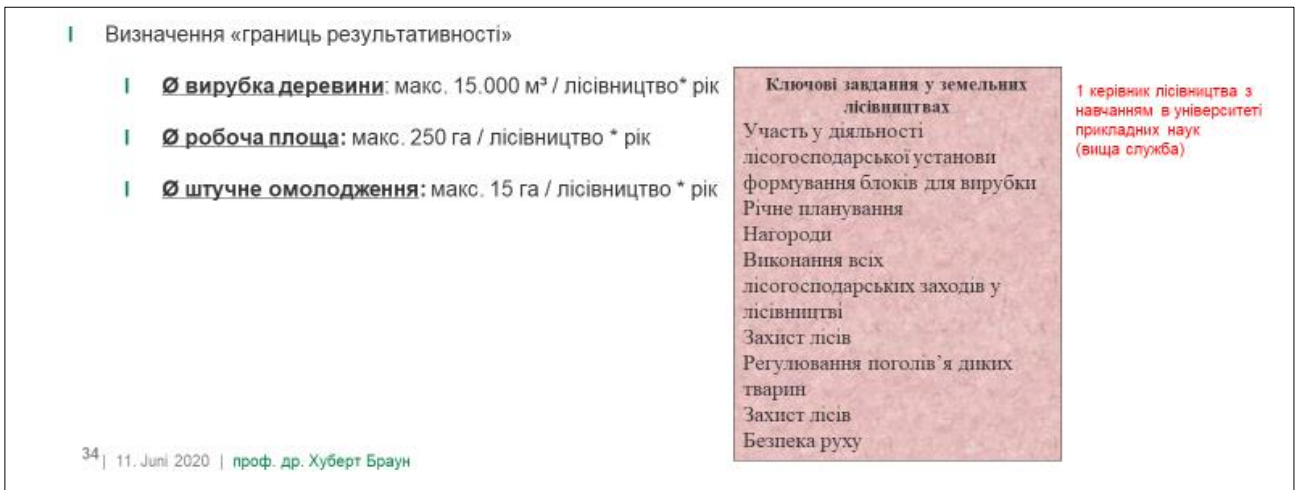 I Визначення «границь результативності»
I Ø вирубка деревини: макс. 15.000 м³ / лісівництво* рік
I Ø робоча площа: макс. 250 га / лісівництво * рік
I Ø штучне омолодження: макс. 15 га / лісівництво * рік
Ключові завдання у земельних
лісівництвах
Участь у діяльності
лісогосподарської установи
формування блоків для вирубки
Річне планування
Нагороди
Виконання всіх
лісогосподарських заходів у
лісівництві
Захист лісів
Регулювання поголів’я диких
тварин
Захист лісів
Безпека руху
1 керівник лісівництва з
навчанням в університеті
прикладних наук
(вища служба)
34 | 11. Juni 2020 | проф. др. Хуберт Браун